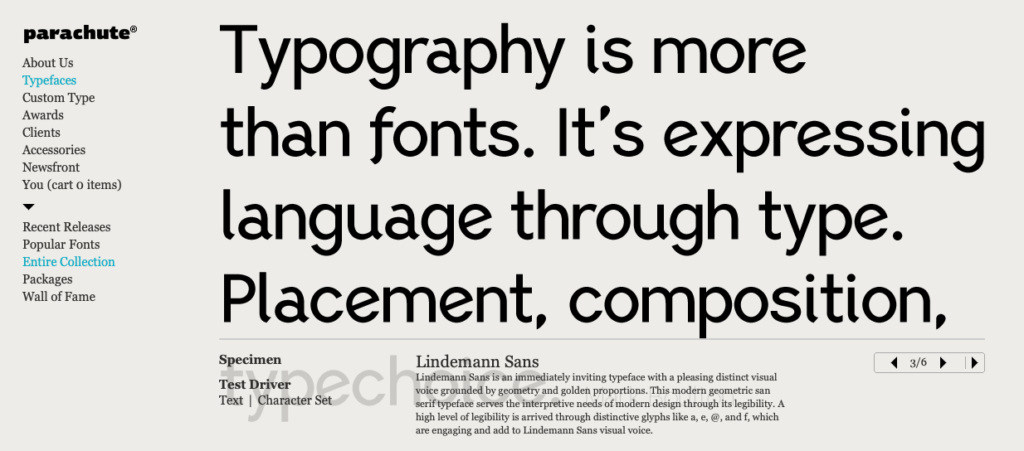 parachute®
About Us
Typefaces
Custom Type
Awards
Clients
Accessories
Newsfront
You (cart 0 items)
Recent Releases
Popular Fonts
Entire Collection
Packages
Wall of Fame
Typography is more
than fonts. It’s expressing
language through type.
Placement, composition,
typechoice.
Specimen
Test Driver
Text | Character Set
Lindemann Sans
Lindemann Sans is an immediately inviting typeface with a pleasing distinct visual
voice grounded by geometry and golden proportions. This modern geometric san
serif typeface serves the interpretive needs of modern design through its legibility. A
high level of legibility is arrived through distinctive glyphs like a, e, @, and f, which
are engaging and add to Lindemann Sans visual voice.
3/6